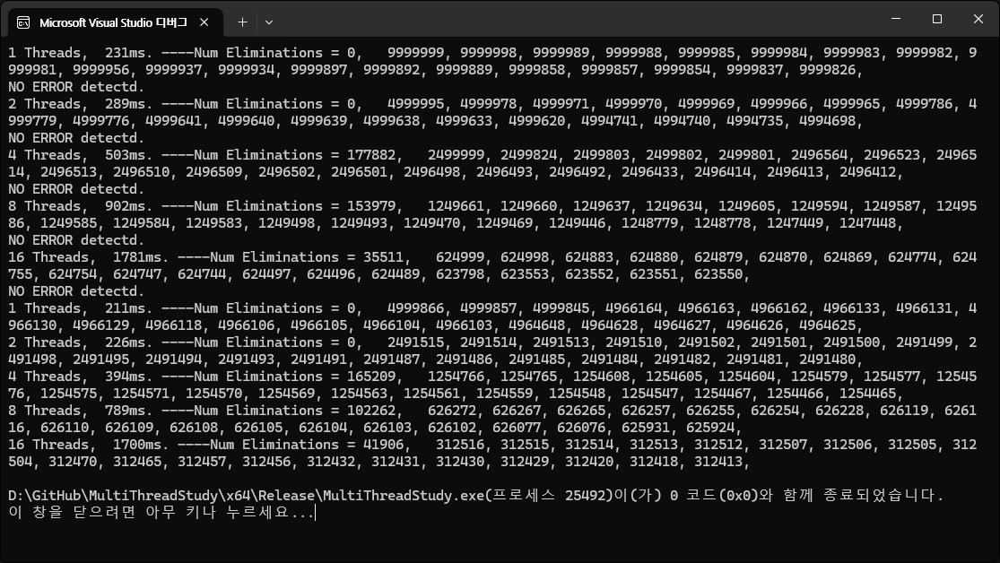 Microsoft Visual Studio 디버그
1 Threads,  231ms. ----Num Eliminations = 0,   9999999, 9999998, 9999989, 9999988, 9999985, 9999984, 9999983, 9999982, 9
999981, 9999956, 9999937, 9999934, 9999897, 9999892, 9999889, 9999858, 9999857, 9999854, 9999837, 9999826,
NO ERROR detectd.
2 Threads,  289ms. ----Num Eliminations = 0,   4999995, 4999978, 4999971, 4999970, 4999969, 4999966, 4999965, 4999786, 4
999779, 4999776, 4999641, 4999640, 4999639, 4999638, 4999633, 4999620, 4994741, 4994740, 4994735, 4994698,
NO ERROR detectd.
4 Threads,  503ms. ----Num Eliminations = 177882,   2499999, 2499824, 2499803, 2499802, 2499801, 2496564, 2496523, 24965
14, 2496513, 2496510, 2496509, 2496502, 2496501, 2496498, 2496493, 2496492, 2496433, 2496414, 2496413, 2496412,
NO ERROR detectd.
8 Threads,  902ms. ----Num Eliminations = 153979,   1249661, 1249660, 1249637, 1249634, 1249605, 1249594, 1249587, 12495
86, 1249585, 1249584, 1249583, 1249498, 1249493, 1249470, 1249469, 1249446, 1248779, 1248778, 1247449, 1247448,
NO ERROR detectd.
16 Threads,  1781ms. ----Num Eliminations = 35511,   624999, 624998, 624883, 624880, 624879, 624870, 624869, 624774, 624
755, 624754, 624747, 624744, 624497, 624496, 624489, 623798, 623553, 623552, 623551, 623550,
NO ERROR detectd.
1 Threads,  211ms. ----Num Eliminations = 0,   4999866, 4999857, 4999845, 4966164, 4966163, 4966162, 4966133, 4966131, 4
966130, 4966129, 4966118, 4966106, 4966105, 4966104, 4966103, 4964648, 4964628, 4964627, 4964626, 4964625,
2 Threads,  226ms. ----Num Eliminations = 0,   2491515, 2491514, 2491513, 2491510, 2491502, 2491501, 2491500, 2491499, 2
491498, 2491495, 2491494, 2491493, 2491491, 2491487, 2491486, 2491485, 2491484, 2491482, 2491481, 2491480,
4 Threads,  394ms. ----Num Eliminations = 165209,   1254766, 1254765, 1254608, 1254605, 1254604, 1254579, 1254577, 12545
76, 1254575, 1254571, 1254570, 1254569, 1254563, 1254561, 1254559, 1254548, 1254547, 1254467, 1254466, 1254465,
8 Threads,  789ms. ----Num Eliminations = 102262,   626272, 626267, 626265, 626257, 626255, 626254, 626228, 626119, 6261
16, 626110, 626109, 626108, 626105, 626104, 626103, 626102, 626077, 626076, 625931, 625924,
16 Threads,  1700ms. ----Num Eliminations = 41906,   312516, 312515, 312514, 312513, 312512, 312507, 312506, 312505, 312
504, 312470, 312465, 312457, 312456, 312432, 312431, 312430, 312429, 312420, 312418, 312413,
D:\GitHub\MultiThreadStudy\x64\Release\MultiThreadStudy.exe(프로세스 25492)이(가) 0 코드(0x0)와 함께 종료되었습니다.
이 창을 닫으려면 아무 키나 누르세요...